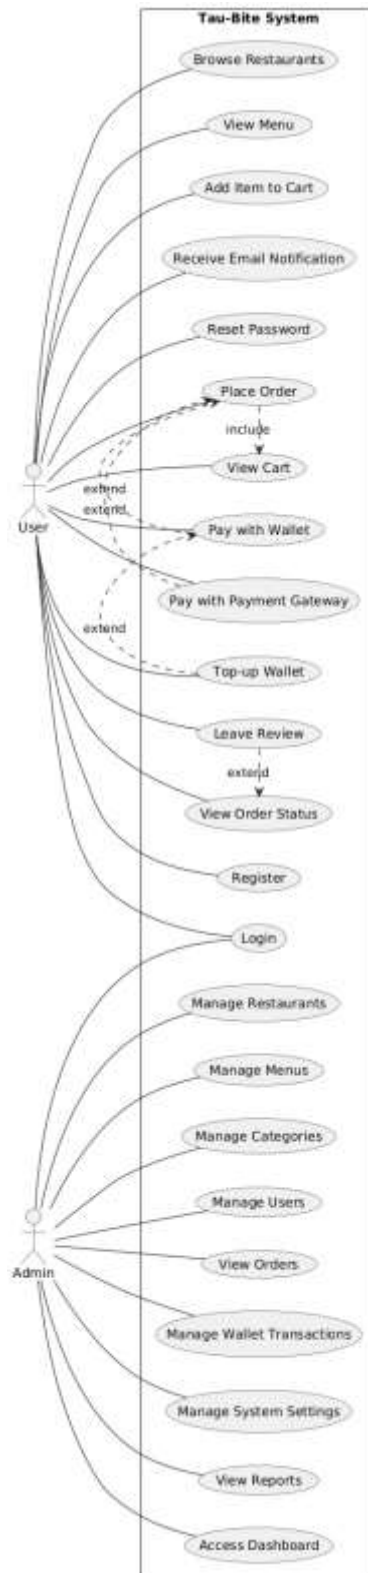 Tau-Bite System
Browse Restaurants
View Menu
Add Item to Cart
Receive Email Notification
Reset Password
Place Order
include
View Cart
extend
User
extend
Pay with Wallet
Pay with Payment Gateway
extend
Top-up Wallet
Leave Review
extend
View Order Status
Register
Login
Manage Restaurants
Manage Menus
Manage Categories
Manage Users
View Orders
Admin
Manage Wallet Transactions
Manage System Settings
View Reports
Access Dashboard